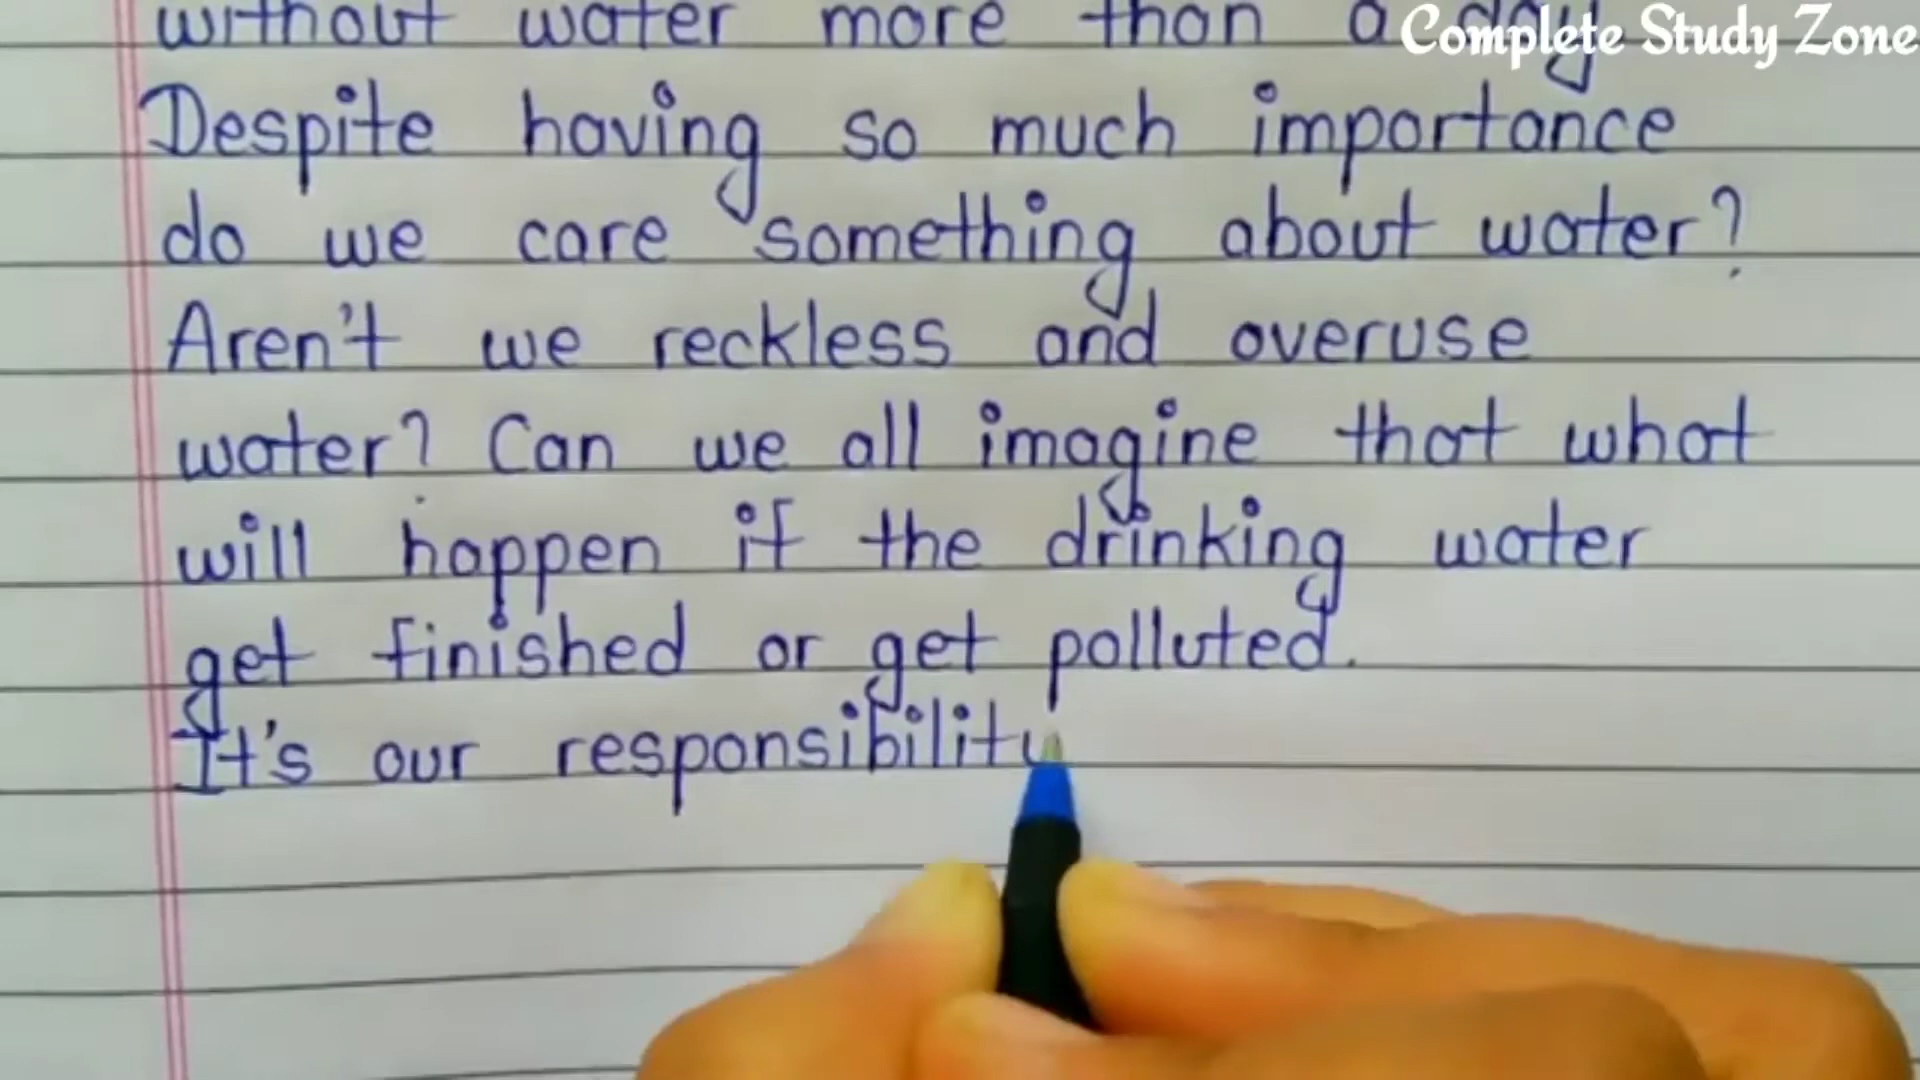 without water more than a day
Complete Study Zone
Despite having so much importance
do we care something about water?
Aren't we reckless and overuse
water? Can we all imagine that what
will happen if the drinking water
get finished or get polluted.
It's our responsibility